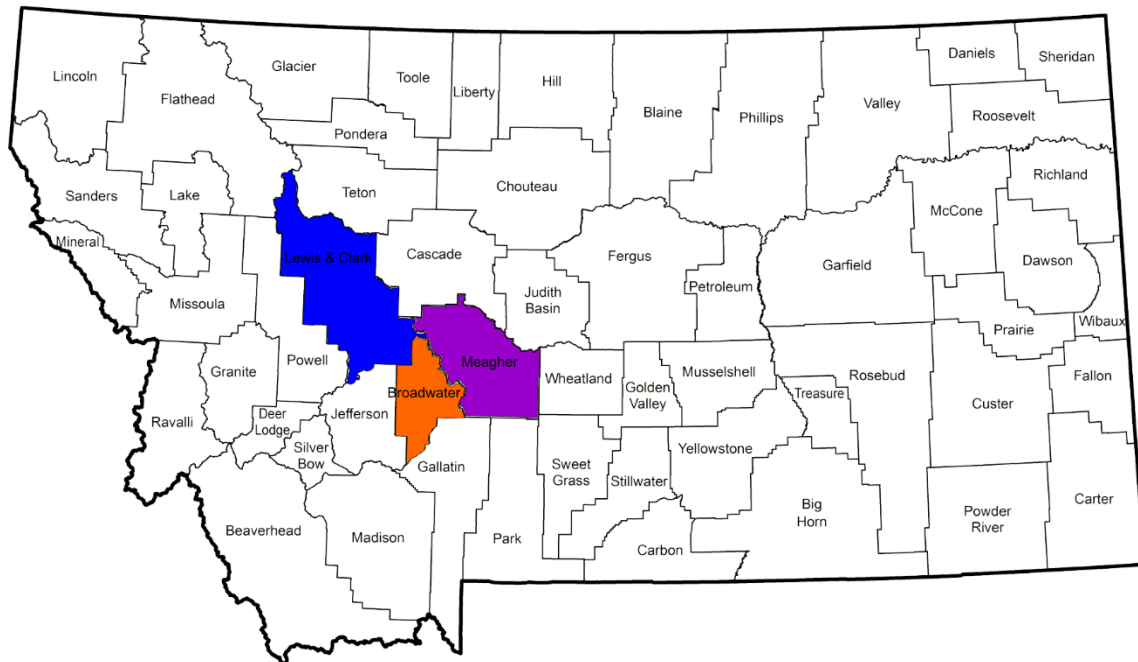 Daniels
Sheridan
Lincoln
Glacier
Toole
Liberty
Hill
Blaine
Phillips
Valley
Flathead
Roosevelt
Pondera
Richland
Sanders
Lake
Teton
Chouteau
McCone
Mineral
Lewis & Clark
Cascade
Fergus
Garfield
Dawson
Missoula
Judith
Basin
Petroleum
Prairie
Wibaux
Powell
Granite
Meagher
Wheatland
Golden
Valley
Musselshell
Rosebud
Fallon
Treasure
Custer
Broadwater
Ravalli
Deer
Lodge
Jefferson
Silver
Bow
Gallatin
Sweet
Grass
Stillwater
Yellowstone
Big
Horn
Powder
River
Carter
Beaverhead
Madison
Park
Carbon